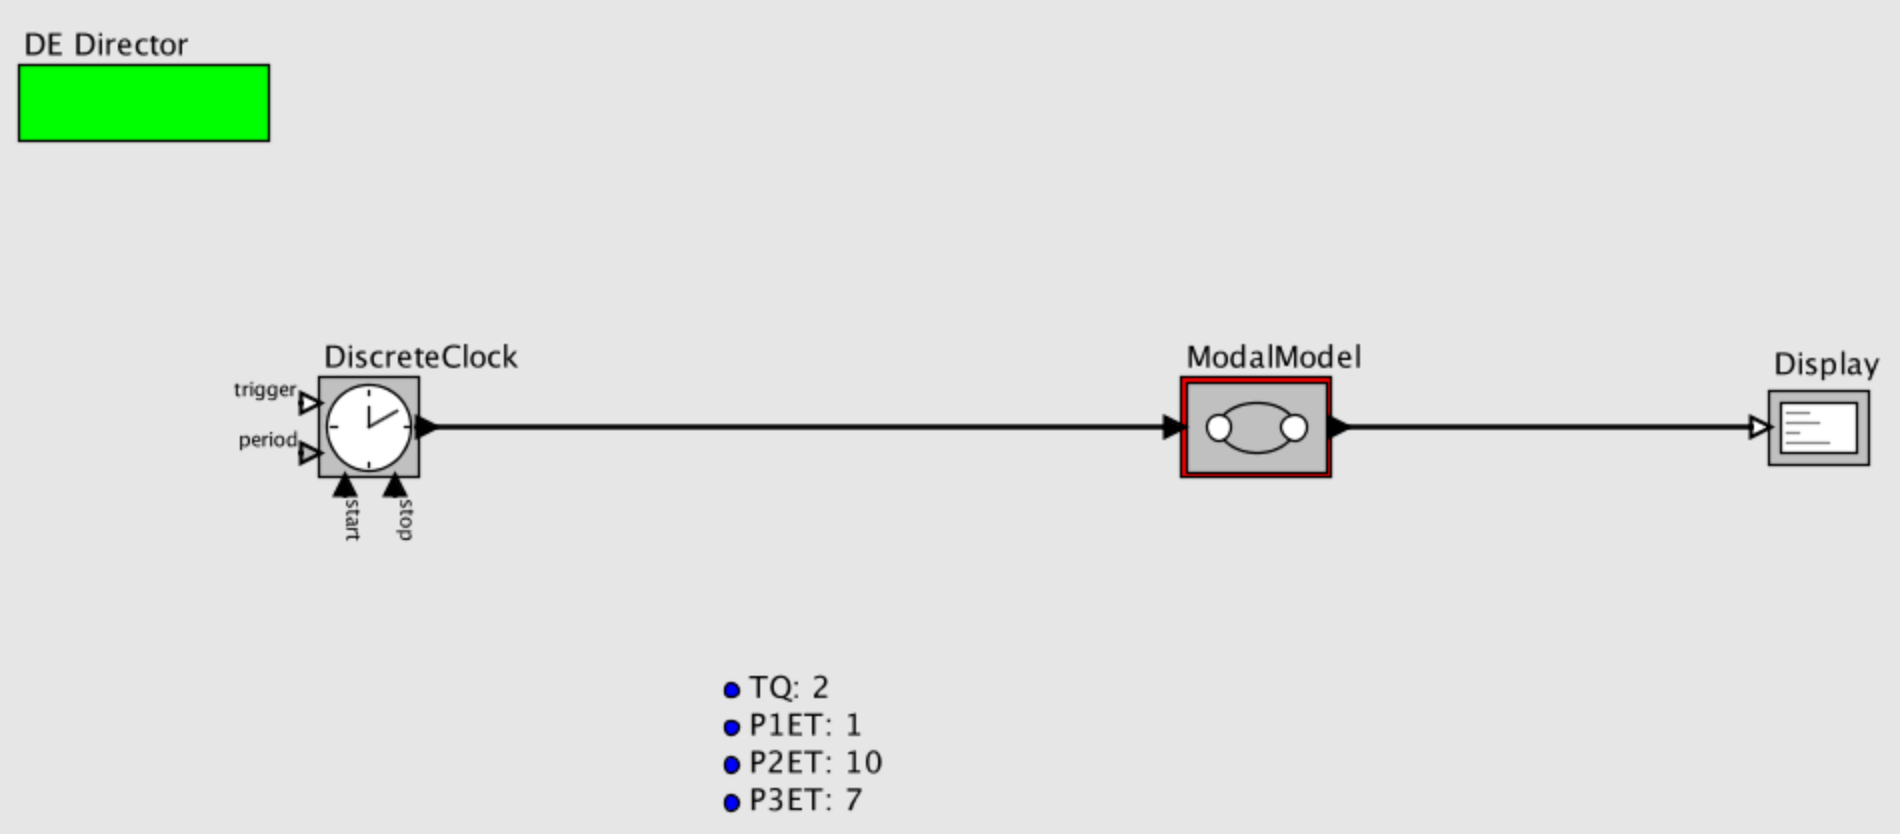 DE Director
DiscreteClock
ModalModel
Display
trigger
period
start
stop
TQ: 2
P1ET: 1
P2ET: 10
P3ET: 7